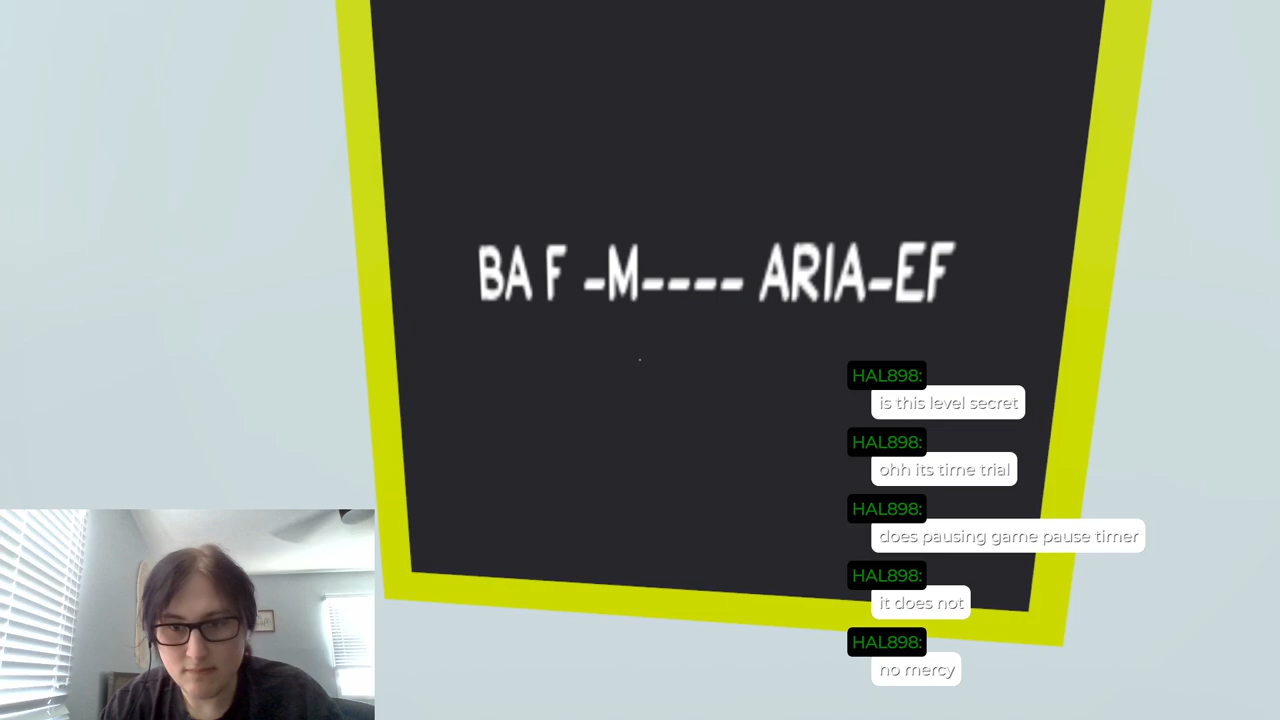 BA F -M---- ARIA-EF
HAL898:
is this level secret
HAL898:
ohh its time trial
HAL898:
does pausing game pause timer
HAL898:
it does not
HAL898:
no mercy